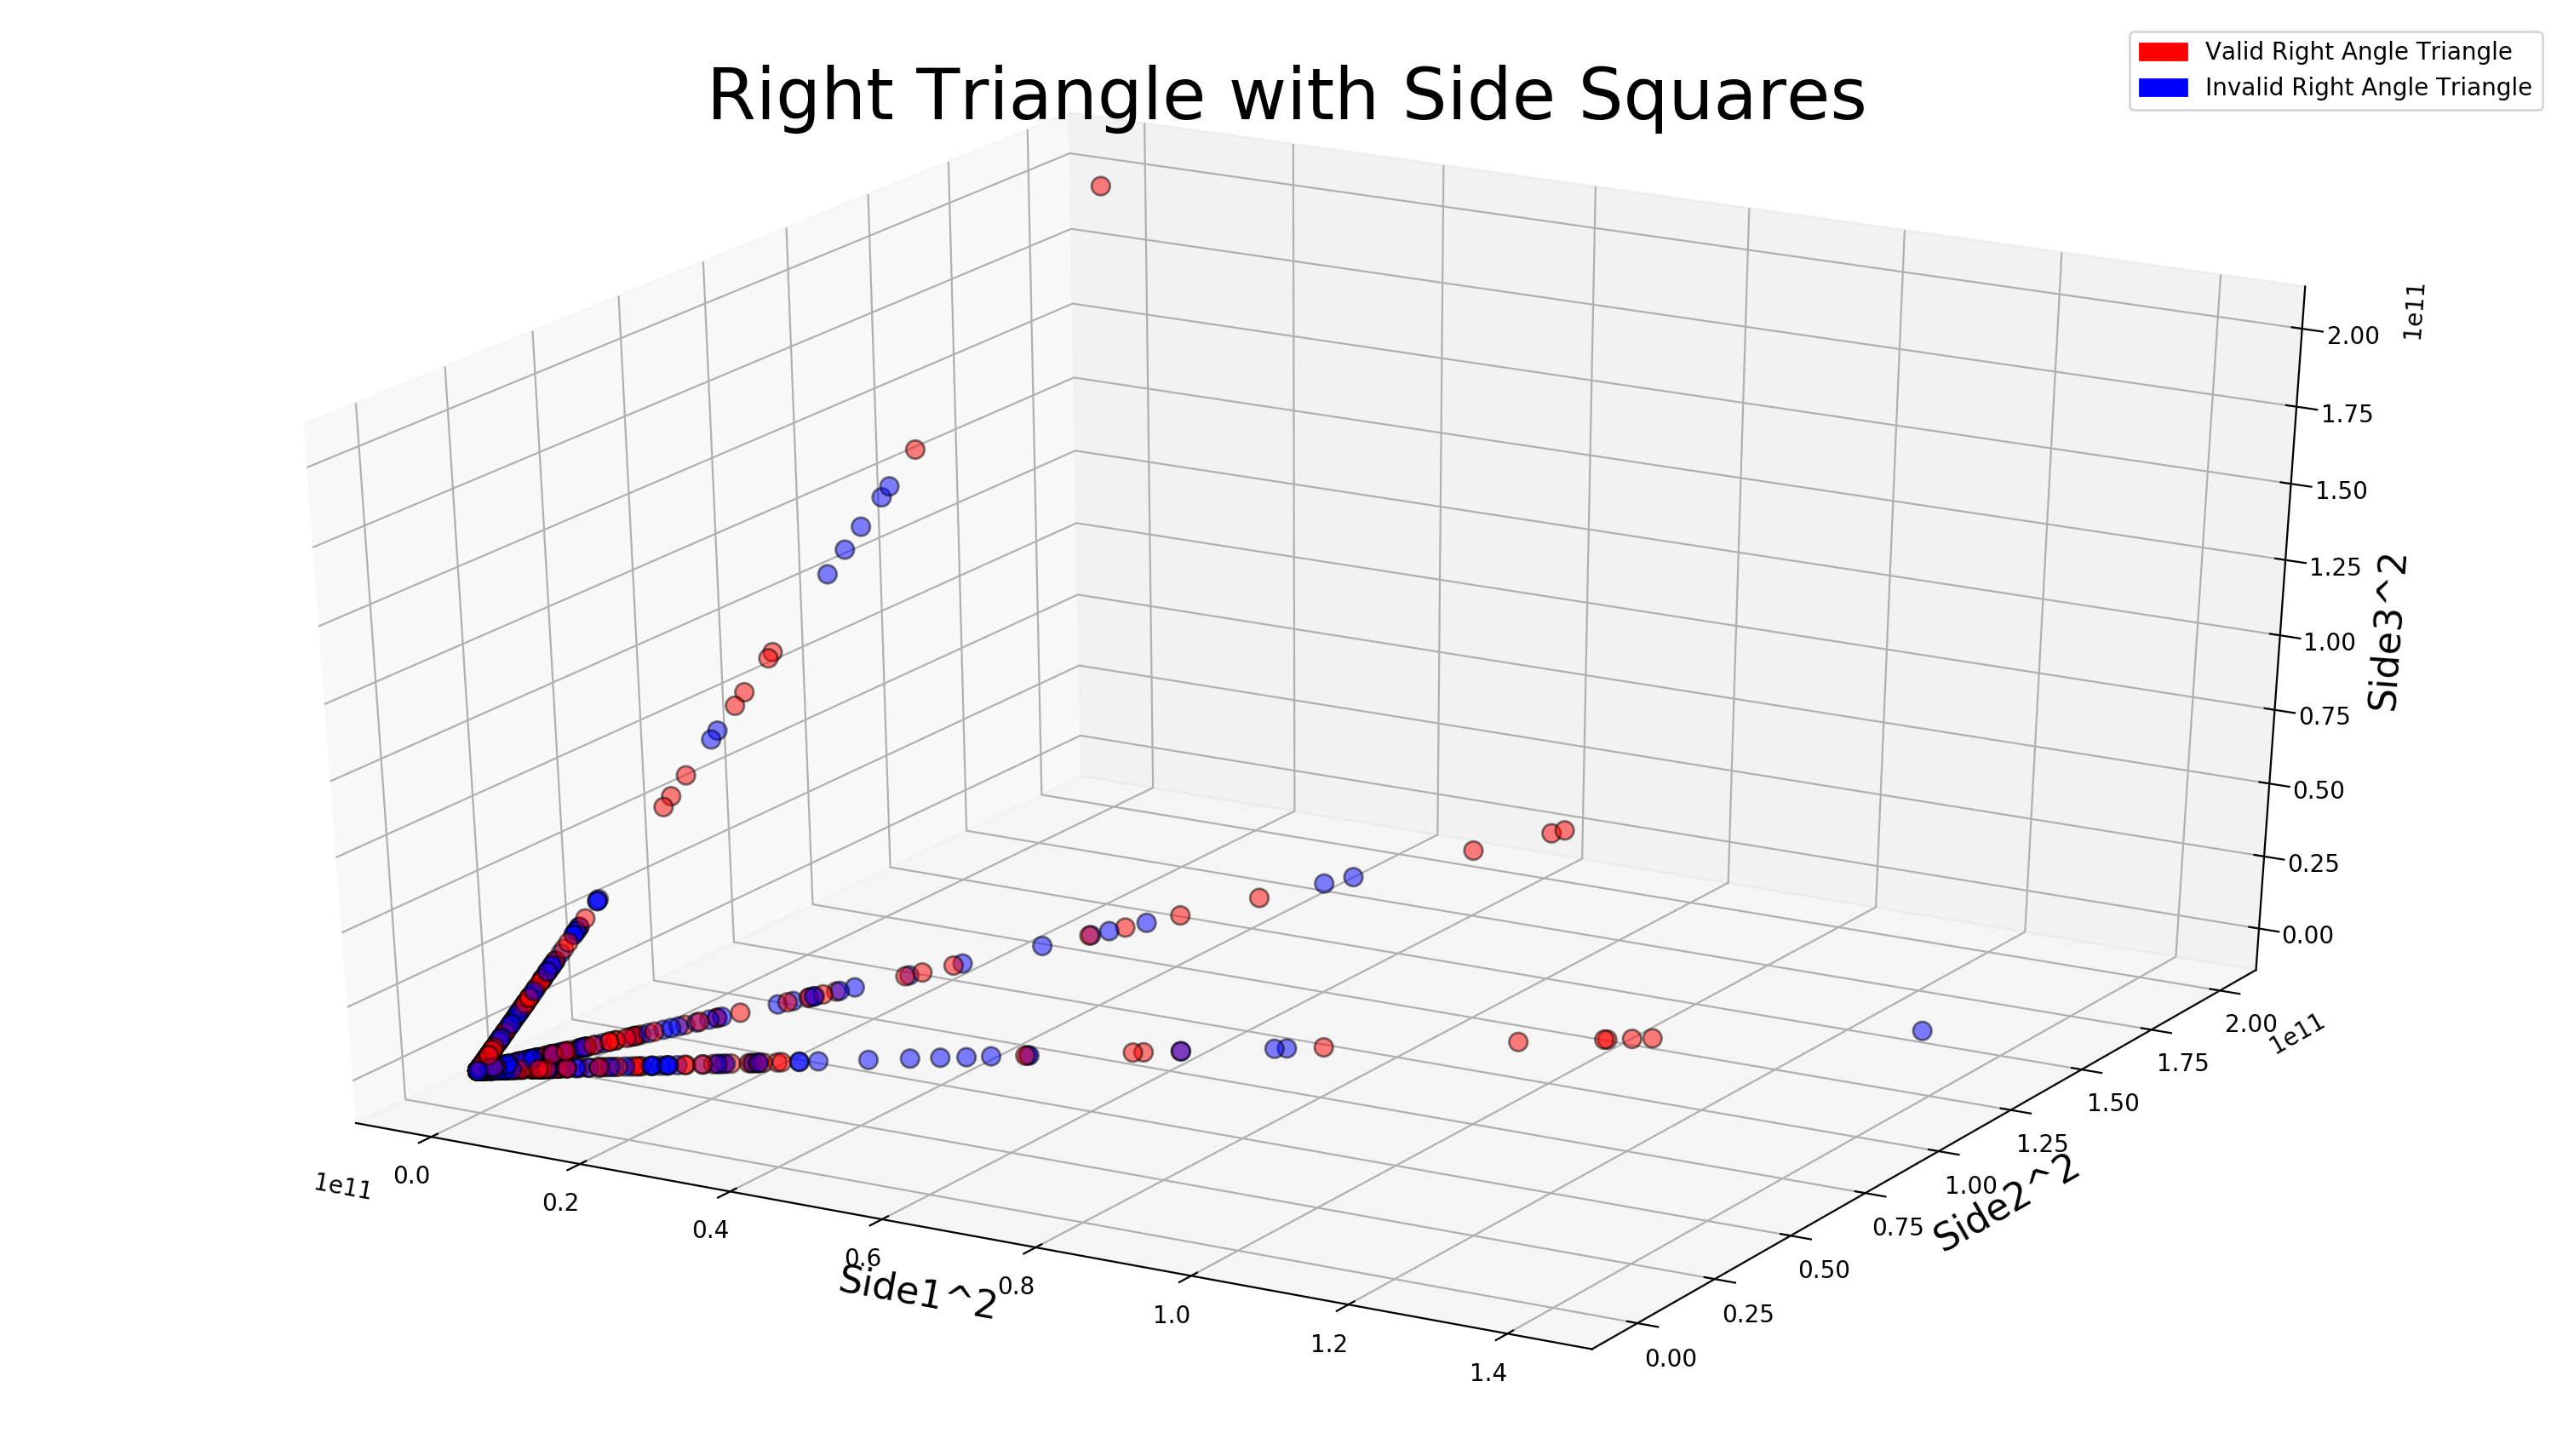 Right Triangle with Side Squares
Valid Right Angle Triangle
Invalid Right Angle Triangle
1e11
2.00
1.75
1.50
1.25
1.00
0.75
0.50
0.25
0.00
Side3^2
1e11
2.00
1.75
1.50
1.25
1.00
0.75
0.50
0.25
0.00
Side2^2
1e11
0.0
0.2
0.4
0.6
0.8
1.0
1.2
1.4
Side1^2